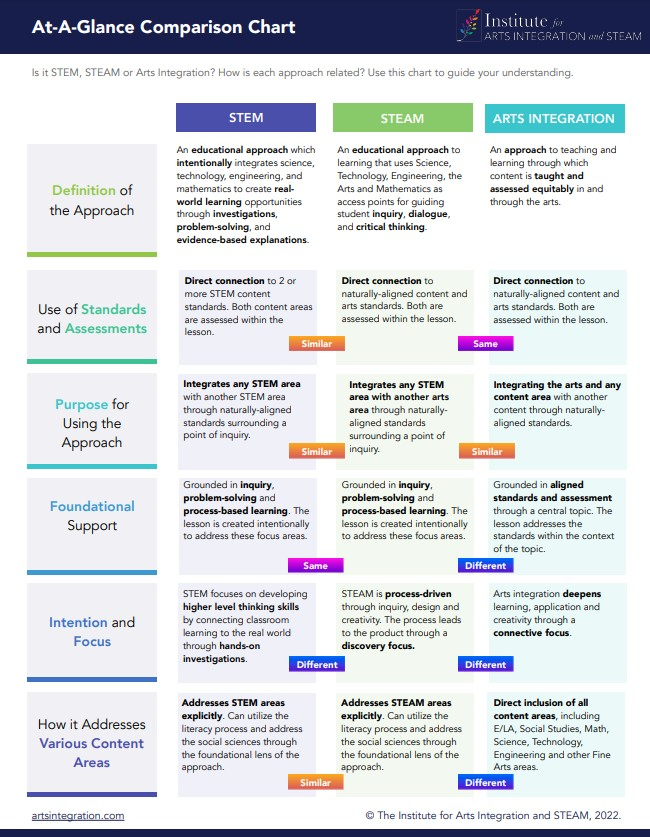 At-A-Glance Comparison Chart
Institute for
ARTS INTEGRATION and STEAM
Is it STEM, STEAM or Arts Integration? How is each approach related? Use this chart to guide your understanding.
STEM
STEAM
ARTS INTEGRATION
Definition of
the Approach
An educational approach which
intentionally integrates science,
technology, engineering, and
mathematics to create real-
world learning opportunities
through investigations,
problem-solving, and
evidence-based explanations.
An educational approach to
learning that uses Science,
Technology, Engineering, the
Arts and Mathematics as
access points for guiding
student inquiry, dialogue,
and critical thinking.
An approach to teaching and
learning through which
content is taught and
assessed equitably in and
through the arts.
Use of Standards
and Assessments
Direct connection to 2 or
more STEM content
standards. Both content areas
are assessed within the
lesson.
Similar
Direct connection to
naturally-aligned content and
arts standards. Both are
assessed within the lesson.
Same
Direct connection to
naturally-aligned content and
arts standards. Both are
assessed within the lesson.
Purpose for
Using the
Approach
Integrates any STEM area
with another STEM area
through naturally-aligned
standards surrounding a
point of inquiry.
Similar
Integrates any STEM
area with another arts
area through naturally-
aligned standards
surrounding a point of
inquiry.
Similar
Integrating the arts and any
content area with another
content through naturally-
aligned standards.
Foundational
Support
Grounded in inquiry,
problem-solving and
process-based learning. The
lesson is created intentionally
to address these focus areas.
Same
Grounded in inquiry,
problem-solving and
process-based learning. The
lesson is created intentionally
to address these focus areas.
Different
Grounded in aligned
standards and assessment
through a central topic. The
lesson addresses the
standards within the context
of the topic.
Intention and
Focus
STEM focuses on developing
higher level thinking skills
by connecting classroom
learning to the real world
through hands-on
investigations.
Different
STEAM is process-driven
through inquiry, design and
creativity. The process leads
to the product through a
discovery focus.
Different
Arts integration deepens
learning, application and
creativity through a
connective focus.
How it Addresses
Various Content
Areas
Addresses STEM areas
explicitly. Can utilize the
literacy process and address
the social sciences through
the foundational lens of the
approach.
Similar
Addresses STEAM areas
explicitly. Can utilize the
literacy process and address
the social sciences through
the foundational lens of the
approach.
Different
Direct inclusion of all
content areas, including
E/LA, Social Studies, Math,
Science, Technology,
Engineering and other Fine
Arts areas.
artsintegration.com
© The Institute for Arts Integration and STEAM, 2022.